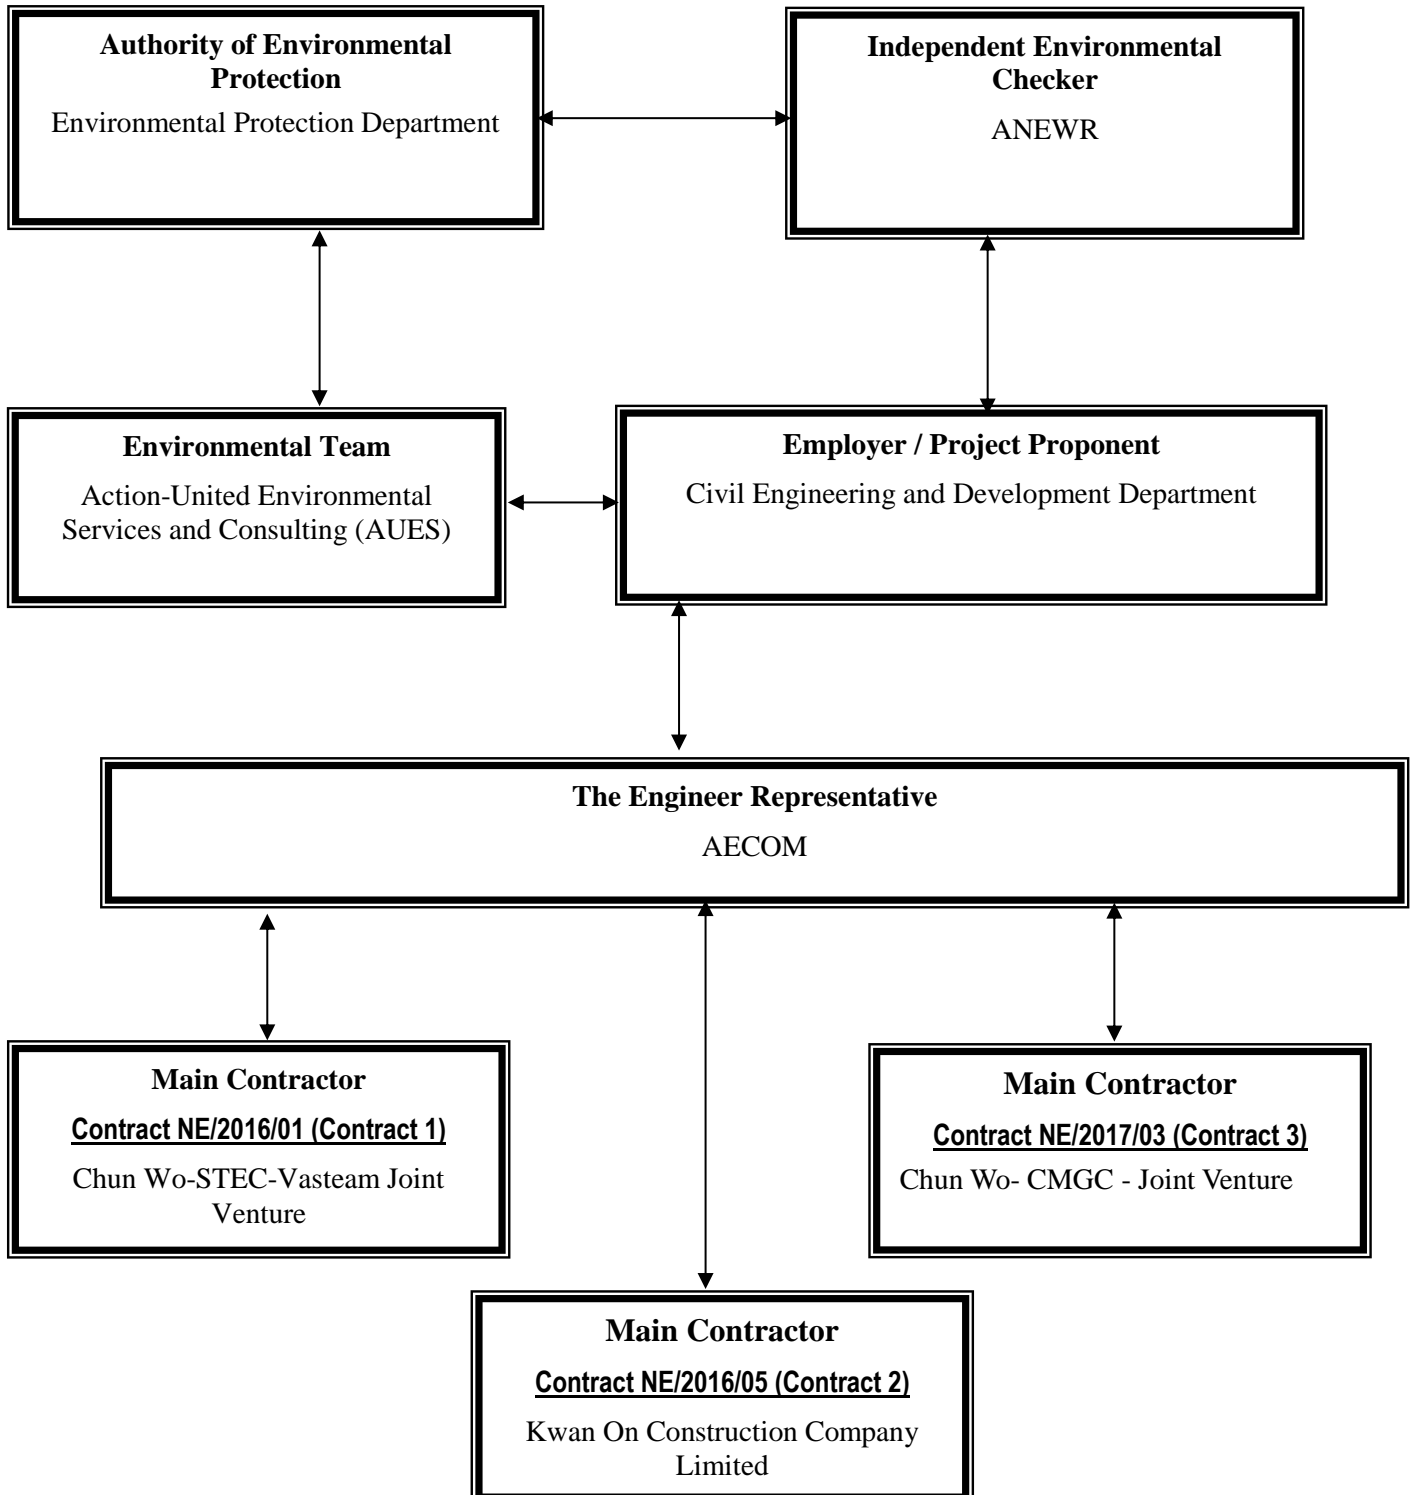 Authority of Environmental
Protection
Environmental Protection Department
Independent Environmental
Checker
ANEWR
Environmental Team
Action-United Environmental
Services and Consulting (AUES)
Employer / Project Proponent
Civil Engineering and Development Department
The Engineer Representative
AECOM
Main Contractor
Contract NE/2016/01 (Contract 1)
Chun Wo-STEC-Vasteam Joint
Venture
Main Contractor
Contract NE/2017/03 (Contract 3)
Chun Wo- CMGC - Joint Venture
Main Contractor
Contract NE/2016/05 (Contract 2)
Kwan On Construction Company
Limited